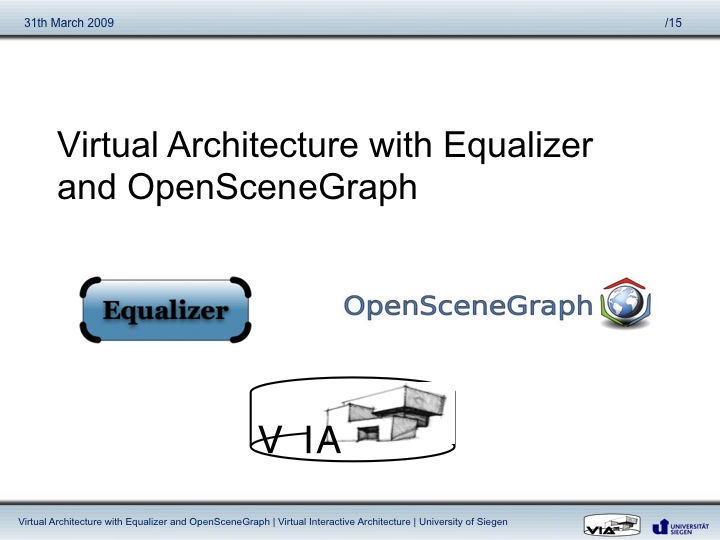 31th March 2009
/15
Virtual Architecture with Equalizer
and OpenSceneGraph
Equalizer
OpenSceneGraph
V IA
Virtual Architecture with Equalizer and OpenSceneGraph | Virtual Interactive Architecture | University of Siegen
VIA
UNIVERSITÄT
SIEGEN